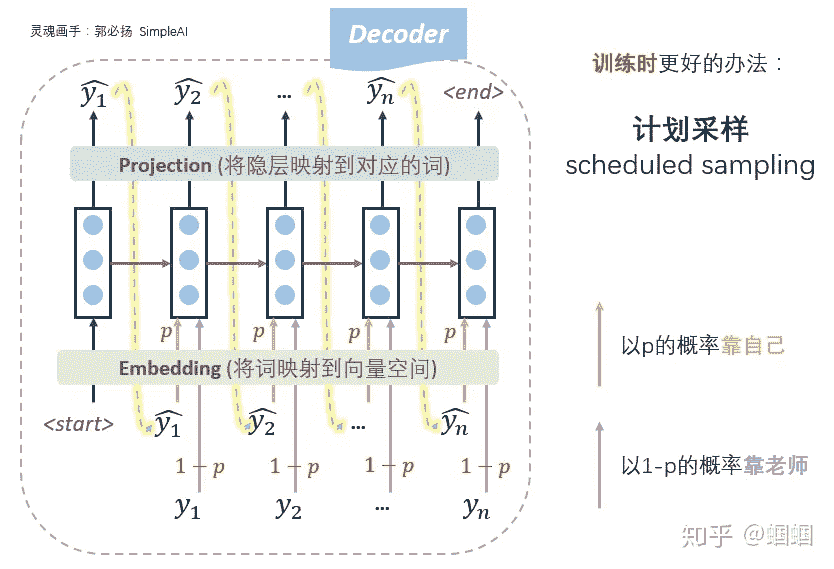 灵魂画手：郭必扬 SimpleAI
Decoder
训练时更好的办法：
计划采样
scheduled sampling
ŷ1 ŷ2 ... ŷn <end>
Projection (将隐层映射到对应的词)
p p p p
Embedding (将词映射到向量空间)
<start> ŷ1 ŷ2 ... ŷn
1 − p 1 − p 1 − p 1 − p
y1 y2 ... yn
以p的概率靠自己
以1-p的概率靠老师
知乎 @蝈蝈